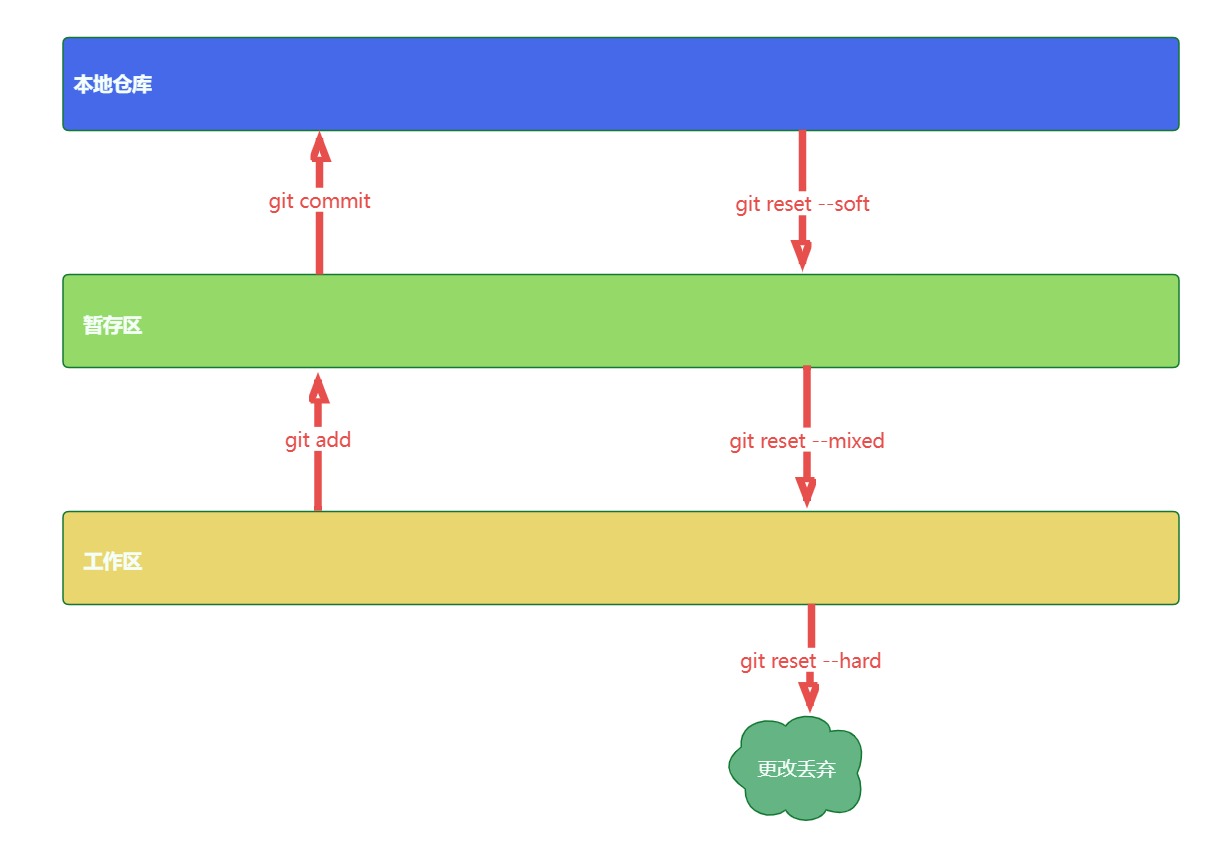 本地仓库
git commit
git reset --soft
暂存区
git add
git reset --mixed
工作区
git reset --hard
更改丢弃